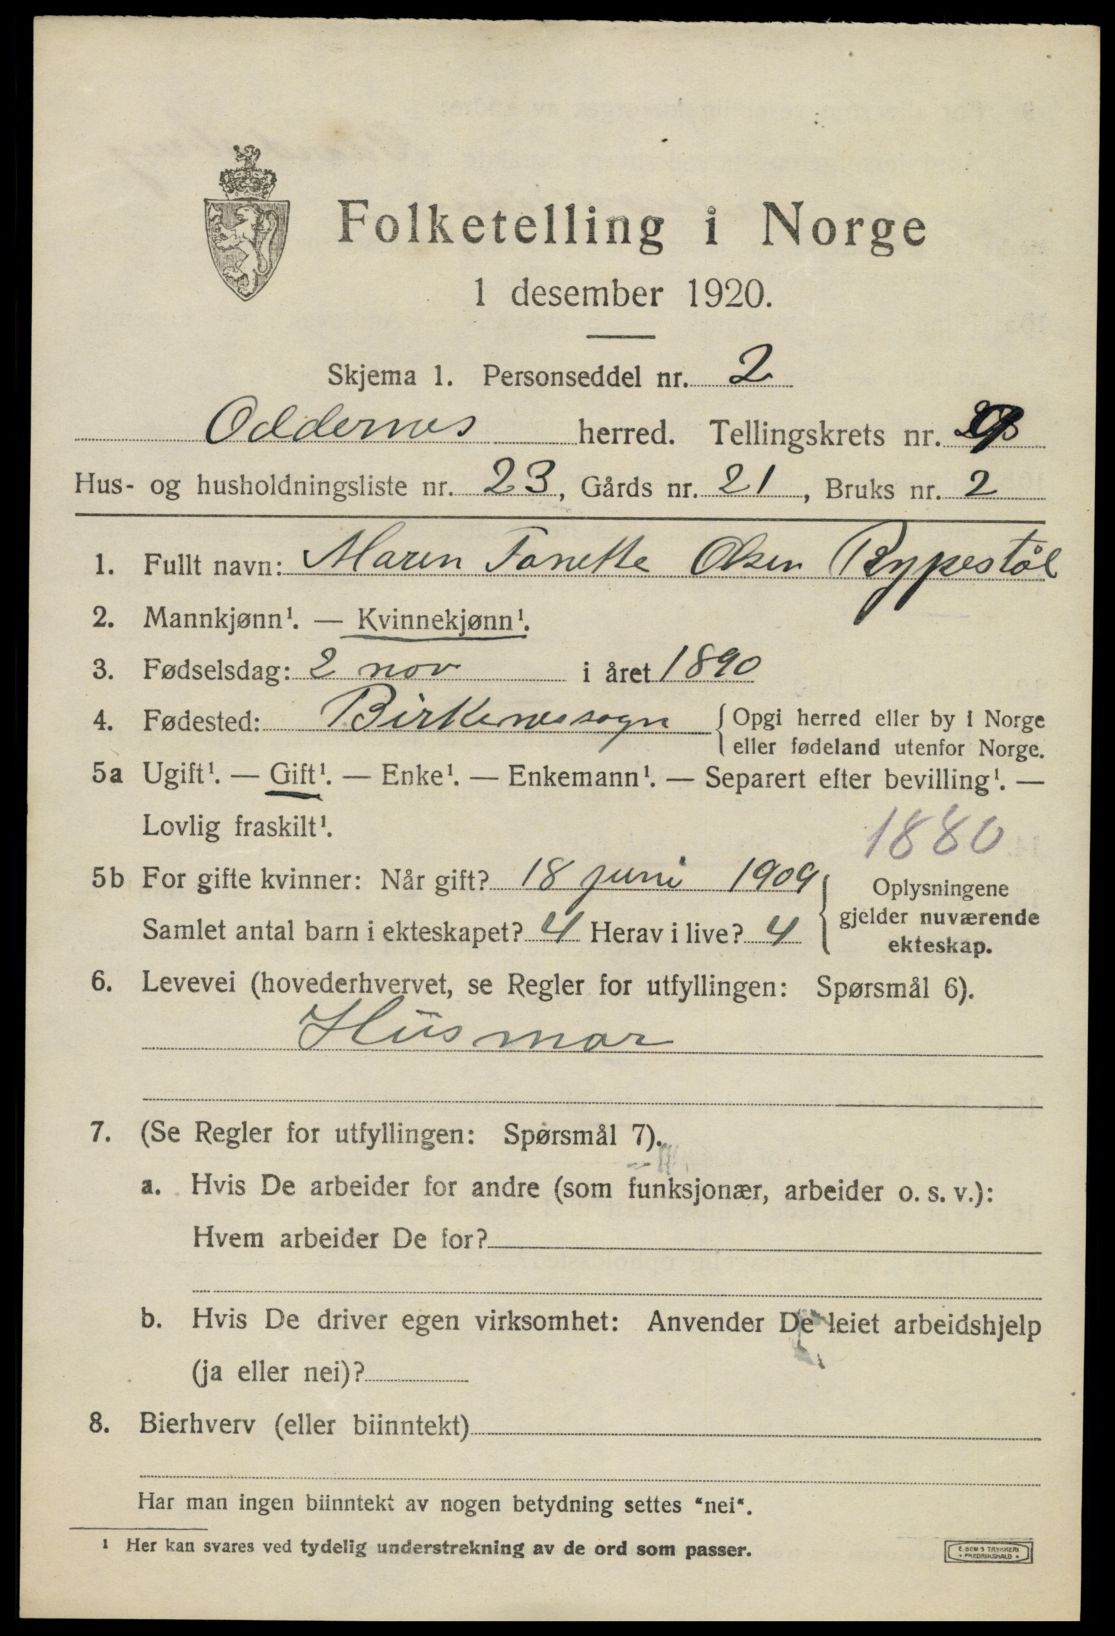 Folketelling i Norge
1 desember 1920.
Skjema 1. Personseddel nr. 2
Oddernes herred. Tellingskrets nr.
Hus- og husholdningsliste nr. 23, Gårds nr. 21, Bruks nr. 2
1. Fullt navn: Maren Tanette Olsen Rypestøl
2. Mannkjønn¹. — Kvinnekjønn¹.
3. Fødselsdag: 2 nov i året 1890
4. Fødested: Birkenessogn { Opgi herred eller by i Norge
eller fødeland utenfor Norge.
5a Ugift¹. — Gift¹. — Enke¹. — Enkemann¹. — Separert efter bevilling¹. —
Lovlig fraskilt¹.
1880
5b For gifte kvinner: Når gift? 18 juni 1909 { Oplysningene
gjelder nuværende
ekteskap.
Samlet antal barn i ekteskapet? 4 Herav i live? 4
6. Levevei (hovederhvervet, se Regler for utfyllingen: Spørsmål 6).
Husmor
7. (Se Regler for utfyllingen: Spørsmål 7).
a. Hvis De arbeider for andre (som funksjonær, arbeider o. s. v.):
Hvem arbeider De for?
b. Hvis De driver egen virksomhet: Anvender De leiet arbeidshjelp
(ja eller nei)?
8. Bierhverv (eller biinntekt)
Har man ingen biinntekt av nogen betydning settes "nei".
¹ Her kan svares ved tydelig understrekning av de ord som passer.
E. SEM'S TRYKKERI
• FREDRIKSHALD •